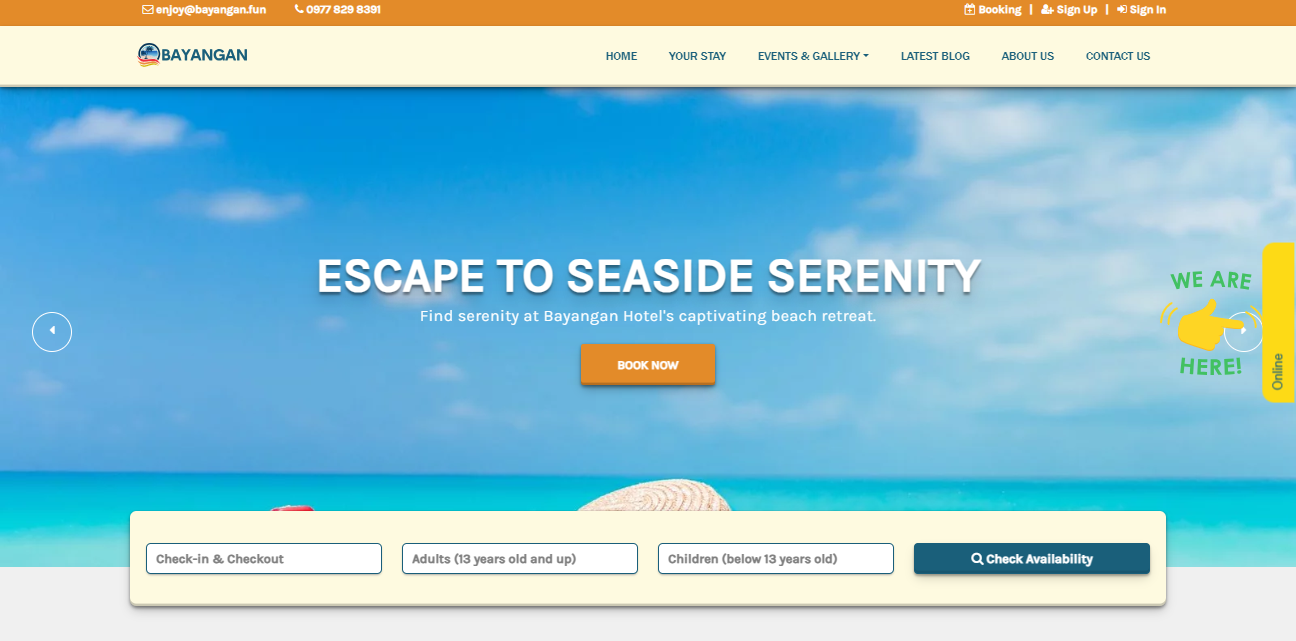 enjoy@bayangan.fun 0977 829 8391 Booking | Sign Up | Sign In
BAYANGAN HOME YOUR STAY EVENTS & GALLERY LATEST BLOG ABOUT US CONTACT US
ESCAPE TO SEASIDE SERENITY
Find serenity at Bayangan Hotel's captivating beach retreat.
BOOK NOW
WE ARE
HERE!
Online
Check-in & Checkout Adults (13 years old and up) Children (below 13 years old) Check Availability